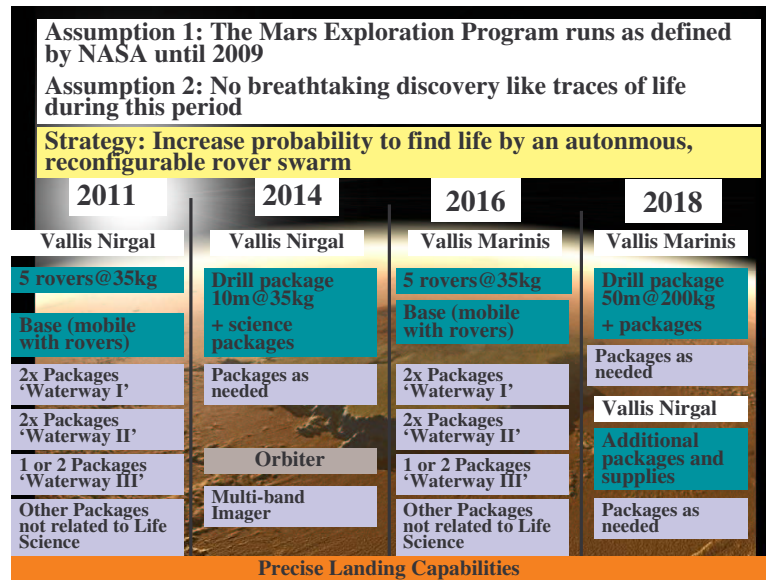 Assumption 1: The Mars Exploration Program runs as defined
by NASA until 2009
Assumption 2: No breathtaking discovery like traces of life
during this period
Strategy: Increase probability to find life by an autonmous,
reconfigurable rover swarm
2011
Vallis Nirgal
5 rovers@35kg
Base (mobile
with rovers)
2x Packages
‘Waterway I’
2x Packages
‘Waterway II’
1 or 2 Packages
‘Waterway III’
Other Packages
not related to Life
Science
2014
Vallis Nirgal
Drill package
10m@35kg
+ science
packages
Packages as
needed
Orbiter
Multi-band
Imager
2016
Vallis Marinis
5 rovers@35kg
Base (mobile
with rovers)
2x Packages
‘Waterway I’
2x Packages
‘Waterway II’
1 or 2 Packages
‘Waterway III’
Other Packages
not related to Life
Science
2018
Vallis Marinis
Drill package
50m@200kg
+ packages
Packages as
needed
Vallis Nirgal
Additional
packages and
supplies
Packages as
needed
Precise Landing Capabilities